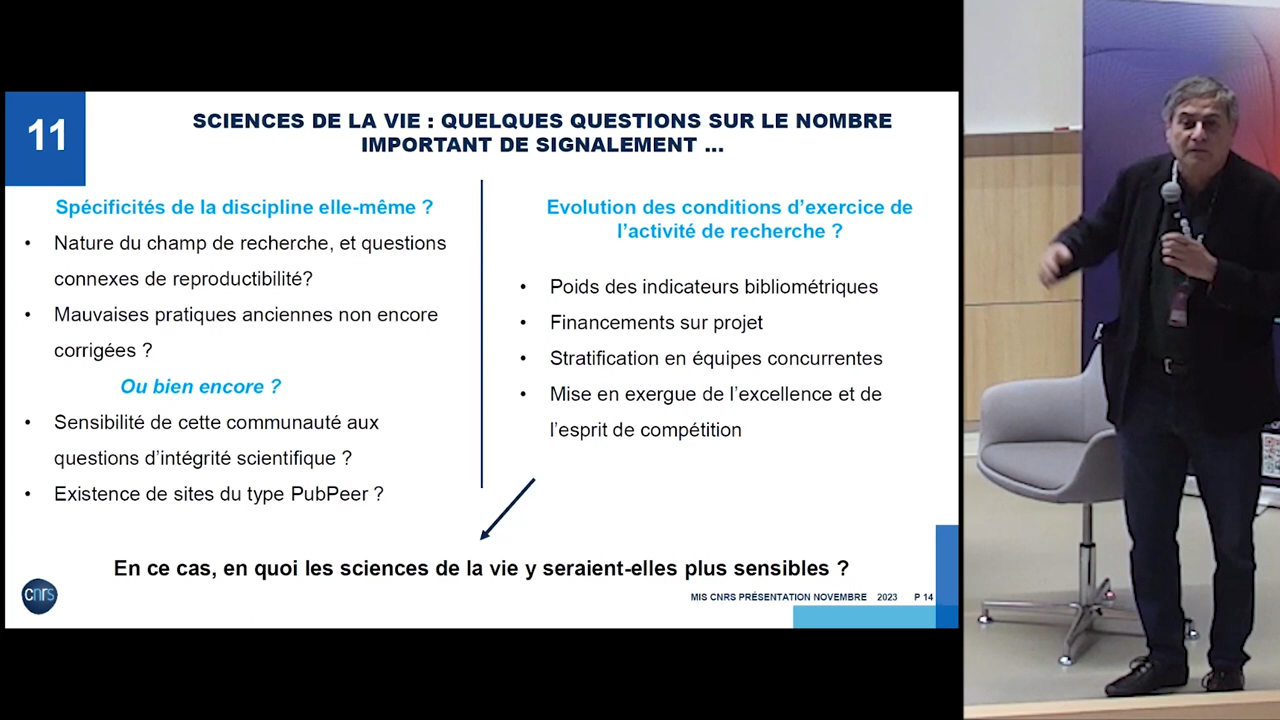 11
SCIENCES DE LA VIE : QUELQUES QUESTIONS SUR LE NOMBRE
IMPORTANT DE SIGNALEMENT ...
Spécificités de la discipline elle-même ?
• Nature du champ de recherche, et questions
connexes de reproductibilité?
• Mauvaises pratiques anciennes non encore
corrigées ?
Ou bien encore ?
• Sensibilité de cette communauté aux
questions d’intégrité scientifique ?
• Existence de sites du type PubPeer ?
Evolution des conditions d’exercice de
l’activité de recherche ?
• Poids des indicateurs bibliométriques
• Financements sur projet
• Stratification en équipes concurrentes
• Mise en exergue de l’excellence et de
l’esprit de compétition
En ce cas, en quoi les sciences de la vie y seraient-elles plus sensibles ?
cnrs
MIS CNRS PRÉSENTATION NOVEMBRE 2023 P 14